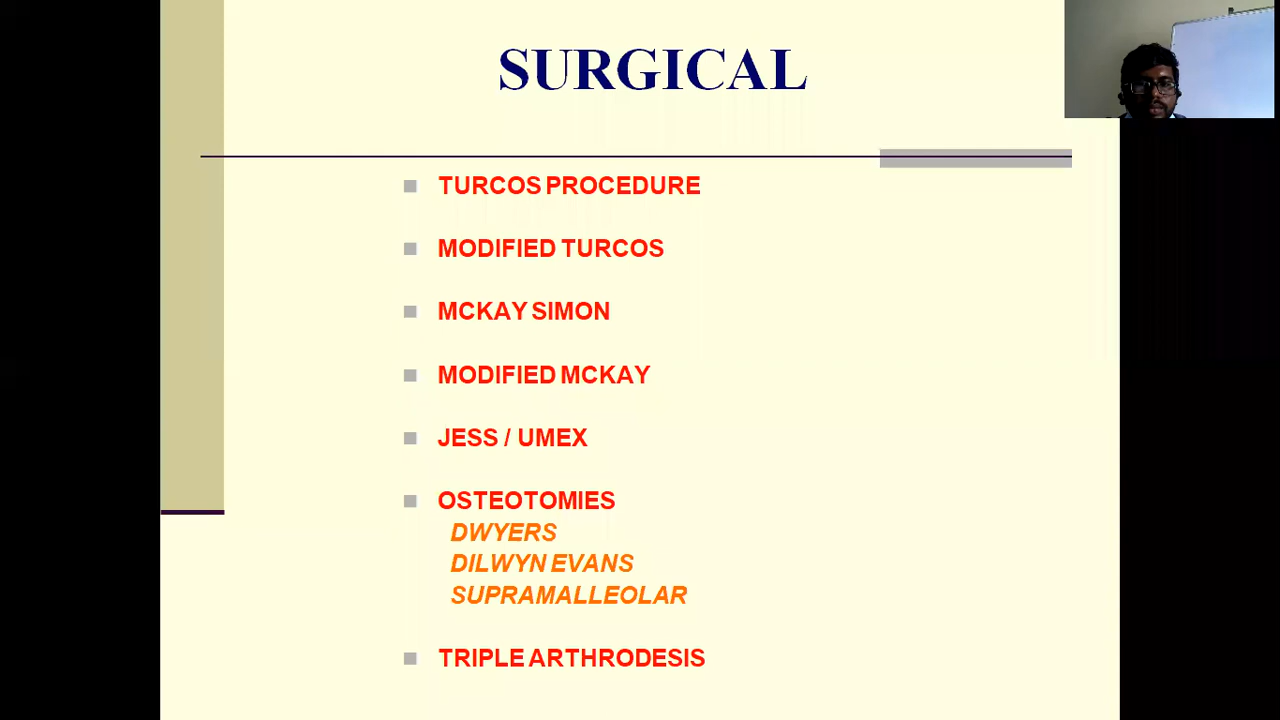 SURGICAL
TURCOS PROCEDURE
MODIFIED TURCOS
MCKAY SIMON
MODIFIED MCKAY
JESS / UMEX
OSTEOTOMIES
DWYERS
DILWYN EVANS
SUPRAMALLEOLAR
TRIPLE ARTHRODESIS